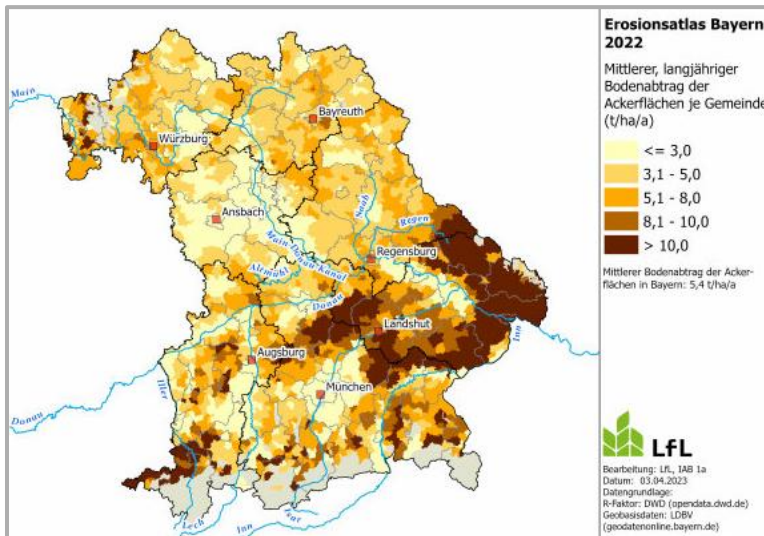 Erosionsatlas Bayern
2022
Mittlerer, langjähriger
Bodenabtrag der
Ackerflächen je Gemeinde
(t/ha/a)
<= 3,0
3,1 - 5,0
5,1 - 8,0
8,1 - 10,0
> 10,0
Mittlerer Bodenabtrag der Acker-
flächen in Bayern: 5,4 t/ha/a
Main
Bayreuth
Würzburg
Ansbach
Naab
Regen
Main-Donau-Kanal
Regensburg
Altmühl
Donau
Landshut
Inn
Augsburg
München
Iller
Donau
Lech
Inn
Isar
LfL
Bearbeitung: LfL, IAB 1a
Datum: 03.04.2023
Datengrundlage:
R-Faktor: DWD (opendata.dwd.de)
Geobasisdaten: LDBV
(geodatenonline.bayern.de)